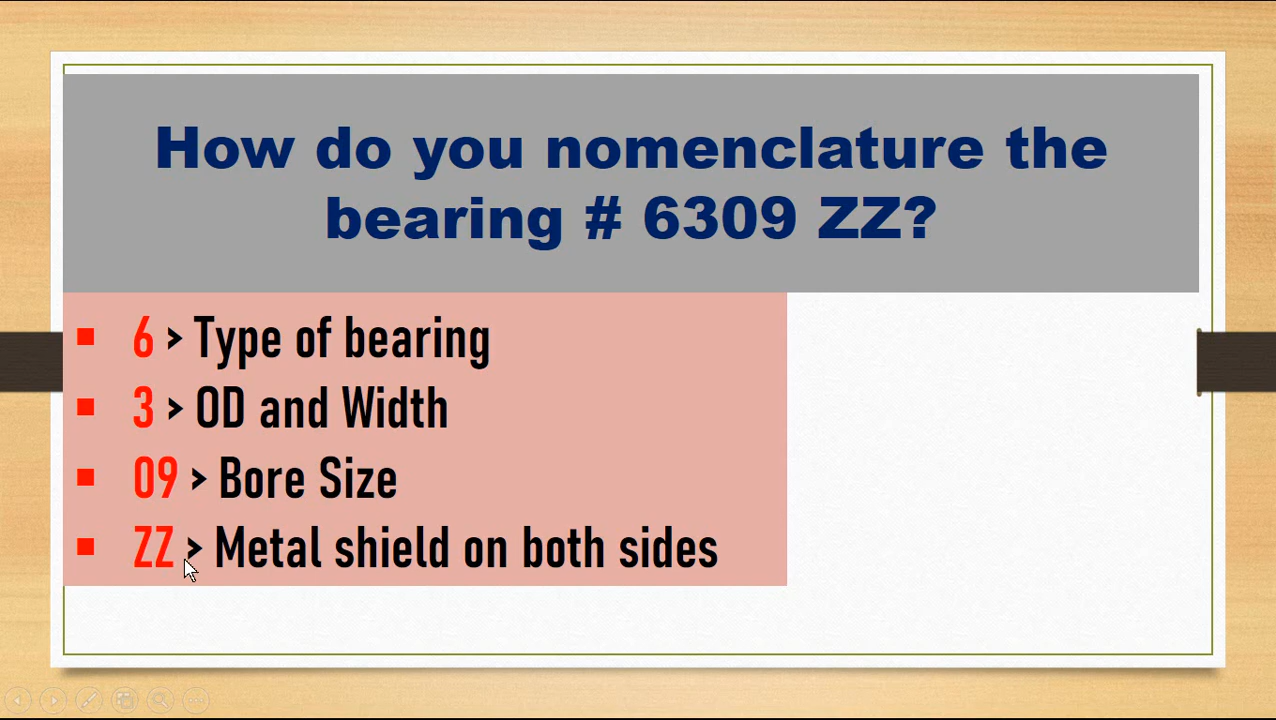 How do you nomenclature the
bearing # 6309 ZZ?
▪ 6 > Type of bearing
▪ 3 > OD and Width
▪ 09 > Bore Size
▪ ZZ > Metal shield on both sides